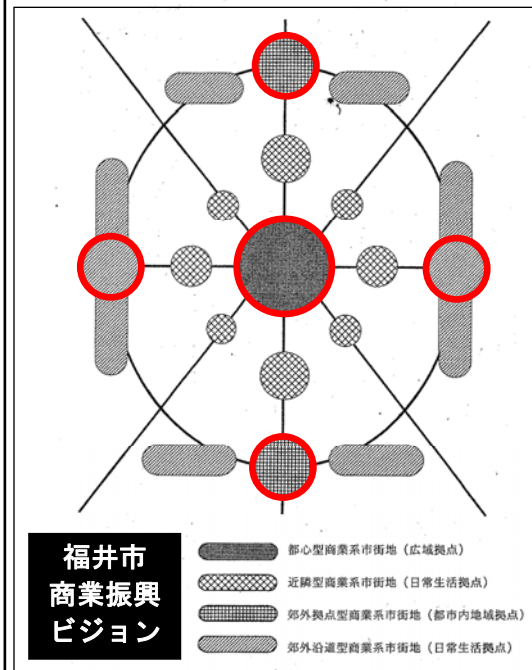 福井市
商業振興
ビジョン
都心型商業系市街地（広域拠点）
近隣型商業系市街地（日常生活拠点）
郊外拠点型商業系市街地（都市内地域拠点）
郊外沿道型商業系市街地（日常生活拠点）